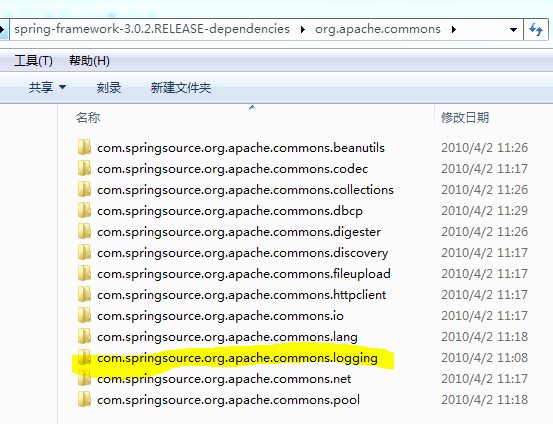 spring-framework-3.0.2.RELEASE-dependencies org.apache.commons
工具(T) 帮助(H)
共享 刻录 新建文件夹
名称 修改日期
com.springsource.org.apache.commons.beanutils 2010/4/2 11:26
com.springsource.org.apache.commons.codec 2010/4/2 11:17
com.springsource.org.apache.commons.collections 2010/4/2 11:26
com.springsource.org.apache.commons.dbcp 2010/4/2 11:29
com.springsource.org.apache.commons.digester 2010/4/2 11:26
com.springsource.org.apache.commons.discovery 2010/4/2 11:17
com.springsource.org.apache.commons.fileupload 2010/4/2 11:17
com.springsource.org.apache.commons.httpclient 2010/4/2 11:17
com.springsource.org.apache.commons.io 2010/4/2 11:17
com.springsource.org.apache.commons.lang 2010/4/2 11:18
com.springsource.org.apache.commons.logging 2010/4/2 11:08
com.springsource.org.apache.commons.net 2010/4/2 11:17
com.springsource.org.apache.commons.pool 2010/4/2 11:18